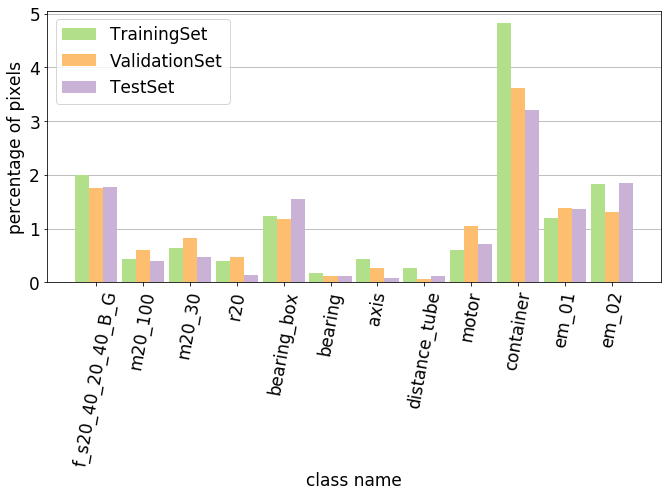 TrainingSet
ValidationSet
TestSet
percentage of pixels
5
4
3
2
1
0
f_s20_40_20_40_B_G
m20_100
m20_30
r20
bearing_box
bearing
axis
distance_tube
motor
container
em_01
em_02
class name